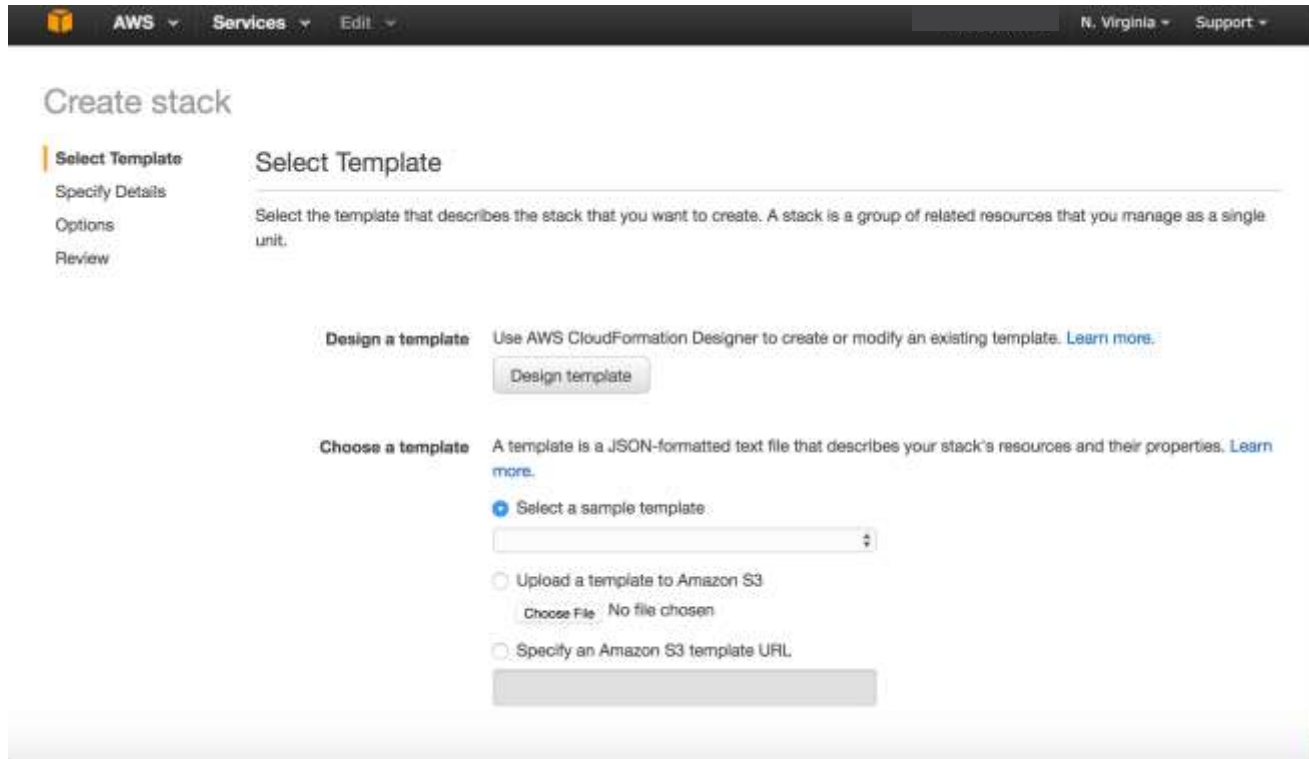 AWS Services Edit N. Virginia Support
Create stack
Select Template
Specify Details
Options
Review
Select Template
Select the template that describes the stack that you want to create. A stack is a group of related resources that you manage as a single
unit.
Design a template Use AWS CloudFormation Designer to create or modify an existing template. Learn more.
Design template
Choose a template A template is a JSON-formatted text file that describes your stack's resources and their properties. Learn
more.
Select a sample template
Upload a template to Amazon S3
Choose File No file chosen
Specify an Amazon S3 template URL